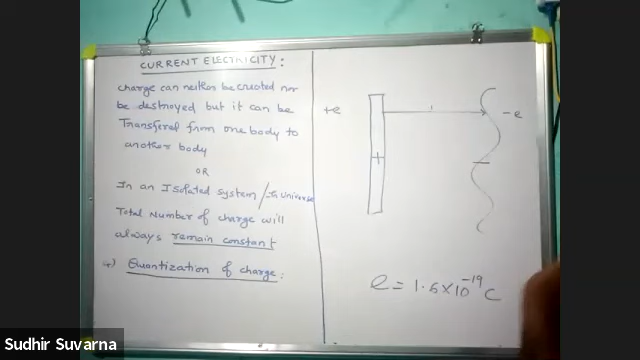 CURRENT ELECTRICITY:
charge can neither be created nor
be destroyed but it can be
Transferred from one body to
another body
OR
In an Isolated system / In Universe
Total Number of charge will
always remain constant
4) Quantization of charge:
+e
+
-e
-
e = 1.6×10⁻¹⁹ C
Sudhir Suvarna